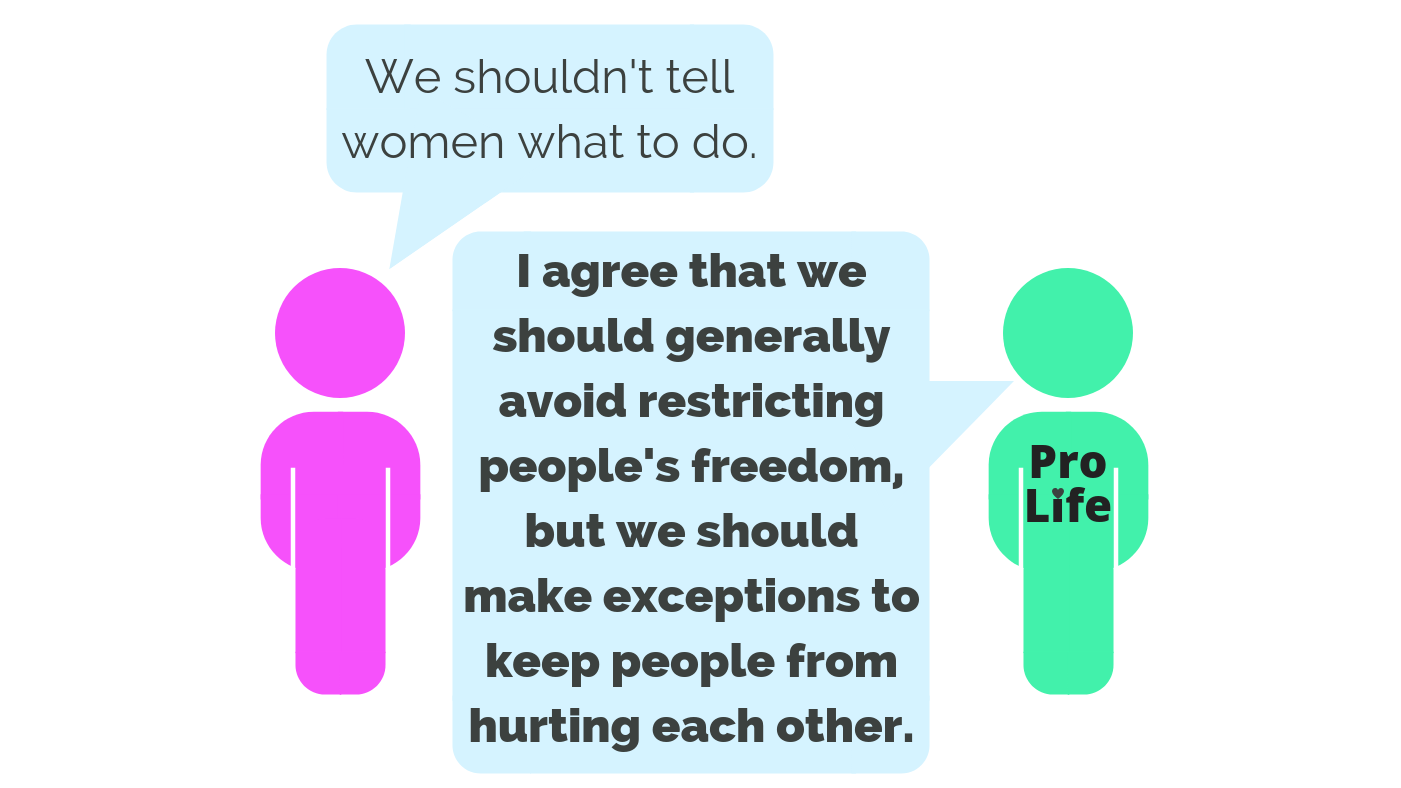 We shouldn't tell
women what to do.
I agree that we
should generally
avoid restricting
people's freedom,
but we should
make exceptions to
keep people from
hurting each other.
Pro
Life